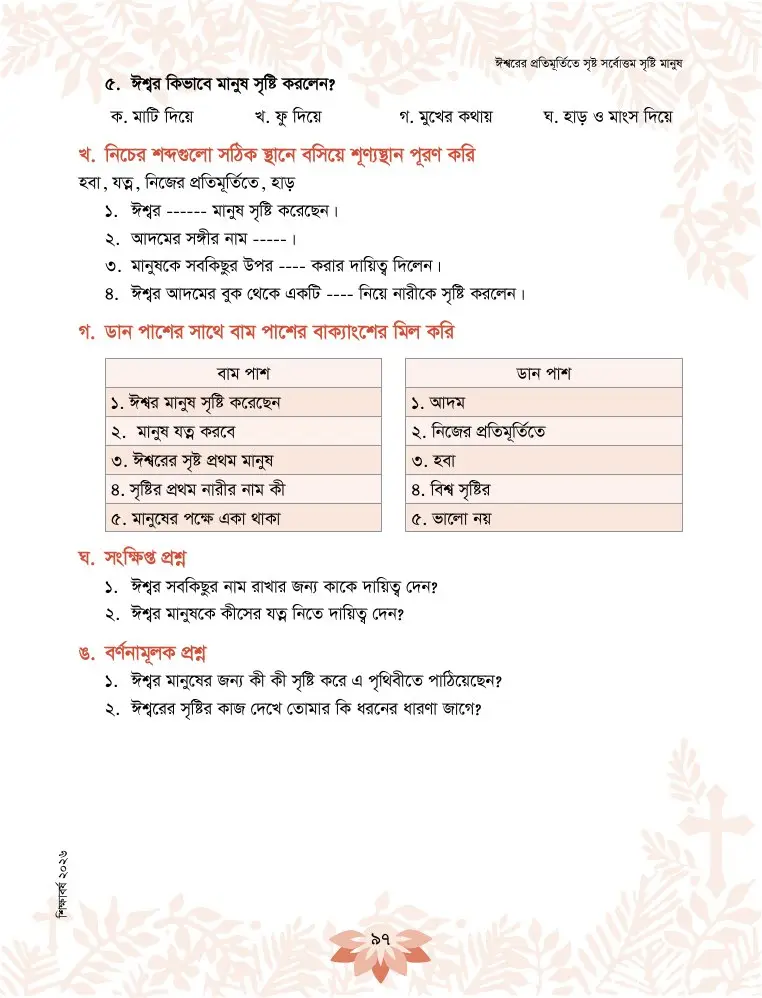 ঈশ্বরের প্রতিমূর্তিতে সৃষ্ট সর্বোত্তম সৃষ্টি মানুষ
৫. ঈশ্বর কিভাবে মানুষ সৃষ্টি করলেন?
ক. মাটি দিয়ে খ. ফু দিয়ে গ. মুখের কথায় ঘ. হাড় ও মাংস দিয়ে
খ. নিচের শব্দগুলো সঠিক স্থানে বসিয়ে শূণ্যস্থান পূরণ করি
হবা, যত্ন, নিজের প্রতিমূর্তিতে, হাড়
১. ঈশ্বর ------ মানুষ সৃষ্টি করেছেন।
২. আদমের সঙ্গীর নাম -----।
৩. মানুষকে সবকিছুর উপর ---- করার দায়িত্ব দিলেন।
৪. ঈশ্বর আদমের বুক থেকে একটি ---- নিয়ে নারীকে সৃষ্টি করলেন।
গ. ডান পাশের সাথে বাম পাশের বাক্যাংশের মিল করি
বাম পাশ
১. ঈশ্বর মানুষ সৃষ্টি করেছেন
২. মানুষ যত্ন করবে
৩. ঈশ্বরের সৃষ্ট প্রথম মানুষ
৪. সৃষ্টির প্রথম নারীর নাম কী
৫. মানুষের পক্ষে একা থাকা
ডান পাশ
১. আদম
২. নিজের প্রতিমূর্তিতে
৩. হবা
৪. বিশ্ব সৃষ্টির
৫. ভালো নয়
ঘ. সংক্ষিপ্ত প্রশ্ন
১. ঈশ্বর সবকিছুর নাম রাখার জন্য কাকে দায়িত্ব দেন?
২. ঈশ্বর মানুষকে কীসের যত্ন নিতে দায়িত্ব দেন?
ঙ. বর্ণনামূলক প্রশ্ন
১. ঈশ্বর মানুষের জন্য কী কী সৃষ্টি করে এ পৃথিবীতে পাঠিয়েছেন?
২. ঈশ্বরের সৃষ্টির কাজ দেখে তোমার কি ধরনের ধারণা জাগে?
শিক্ষাবর্ষ ২০২৬
৯৭